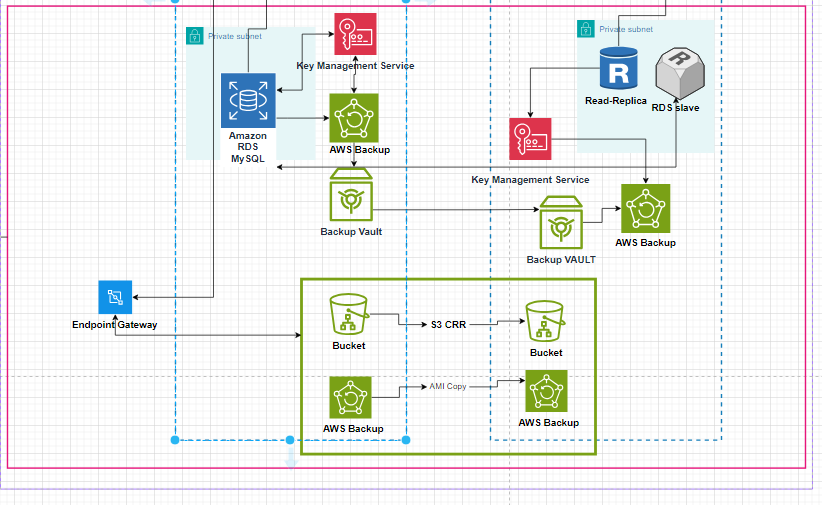 Private subnet
Private subnet
Key Management Service
R
R
Read-Replica
RDS slave
Amazon
RDS
MySQL
AWS Backup
Key Management Service
Backup Vault
AWS Backup
Backup VAULT
Endpoint Gateway
S3 CRR
Bucket
Bucket
AMI Copy
AWS Backup
AWS Backup